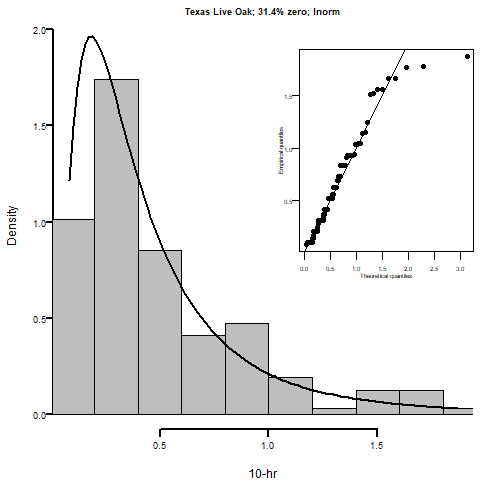 Texas Live Oak; 31.4% zero; lnorm
Density
2.0
1.5
1.0
0.5
0.0
0.5 1.0 1.5
10-hr
Empirical quantiles
1.5
1.0
0.5
0.0 0.5 1.0 1.5 2.0 2.5 3.0
Theoretical quantiles